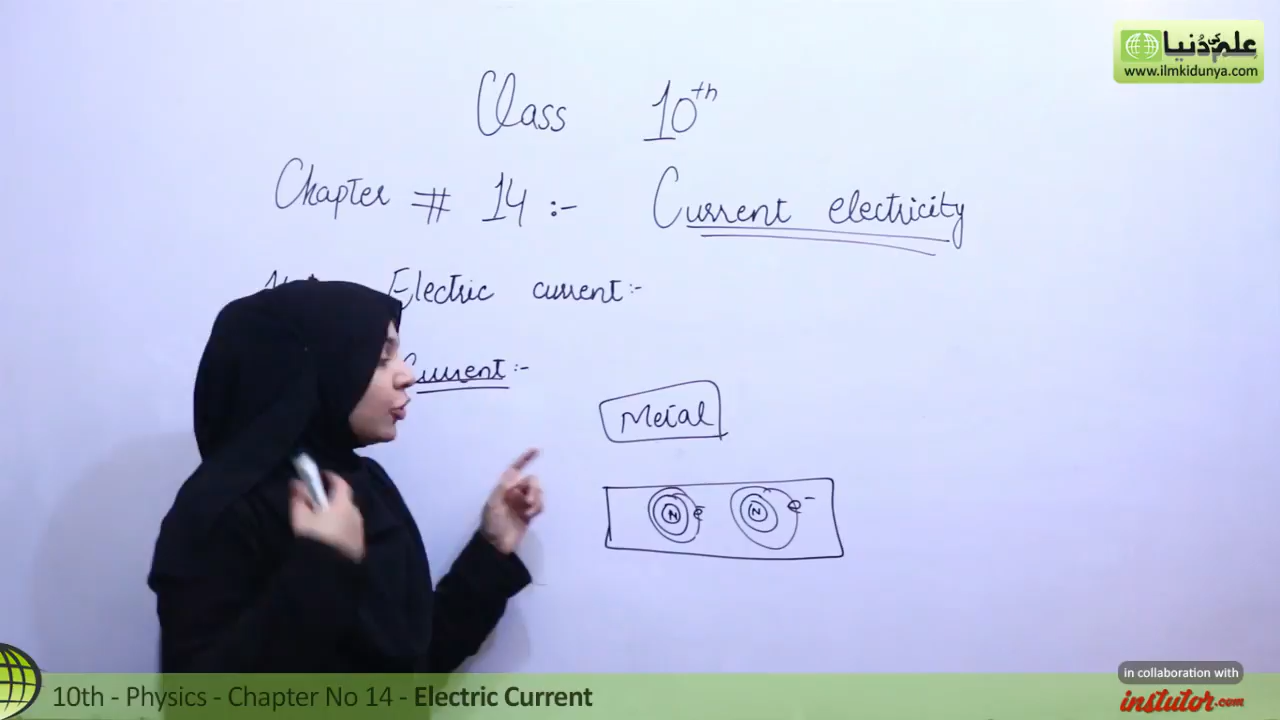 علم کی دُنیا
www.ilmkidunya.com
Class 10th
Chapter # 14 :- Current electricity
Electric current:-
Current:-
Metal
N e- N e-
in collaboration with
10th - Physics - Chapter No 14 - Electric Current
instutor.com